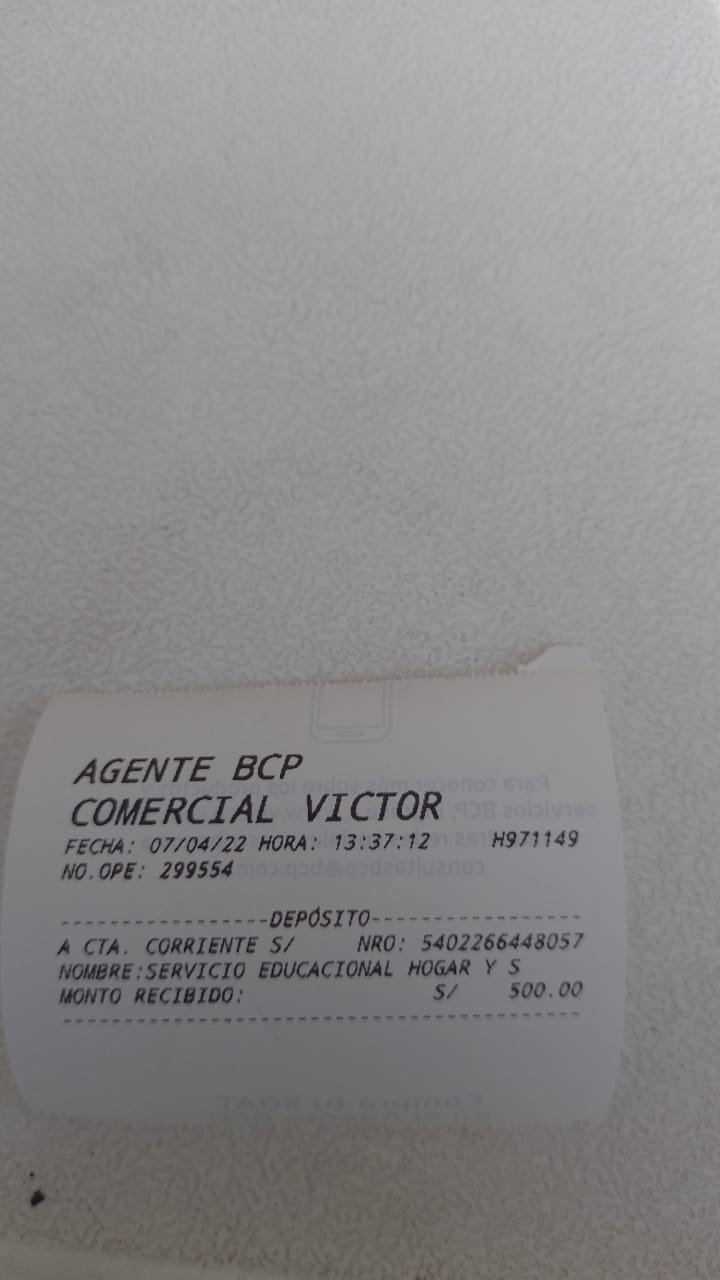 AGENTE BCP
COMERCIAL VICTOR
FECHA: 07/04/22 HORA: 13:37:12 H971149
NO.OPE: 299554
-----------------DEPÓSITO-----------------
A CTA. CORRIENTE S/ NRO: 5402266448057
NOMBRE:SERVICIO EDUCACIONAL HOGAR Y S
MONTO RECIBIDO: S/ 500.00
------------------------------------------